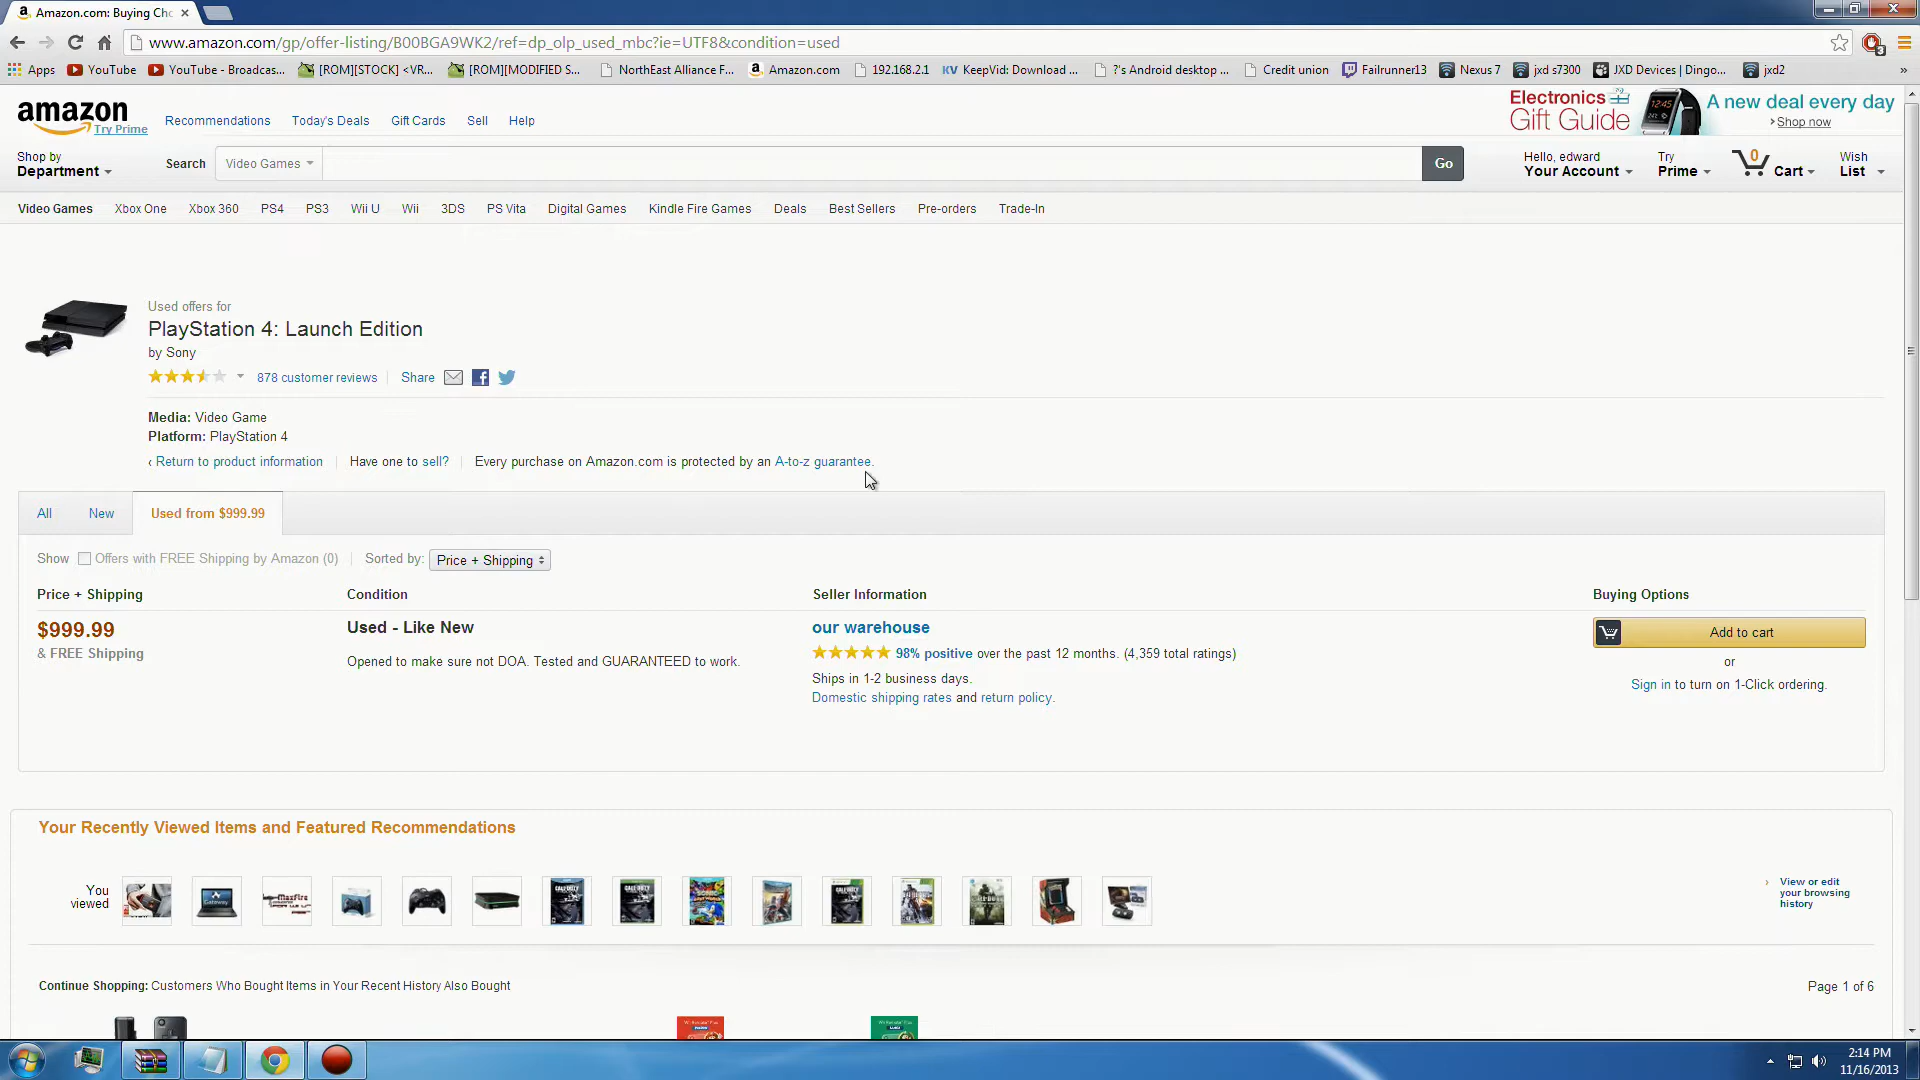 Amazon.com: Buying Cho
www.amazon.com/gp/offer-listing/B00BGA9WK2/ref=dp_olp_used_mbc?ie=UTF8&condition=used
3
Apps YouTube YouTube - Broadcas... [ROM][STOCK] <VR... [ROM][MODIFIED S... NorthEast Alliance F... Amazon.com 192.168.2.1 KeepVid: Download ... ?'s Android desktop ... Credit union Failrunner13 Nexus 7 jxd s7300 JXD Devices | Dingo... jxd2 »
amazon
Try Prime
Recommendations Today's Deals Gift Cards Sell Help
Electronics
Gift Guide
A new deal every day
Shop now
Shop by
Department
Search Video Games Go
Hello, edward
Your Account
Try
Prime
0
Cart
Wish
List
Video Games Xbox One Xbox 360 PS4 PS3 Wii U Wii 3DS PS Vita Digital Games Kindle Fire Games Deals Best Sellers Pre-orders Trade-In
Used offers for
PlayStation 4: Launch Edition
by Sony
878 customer reviews Share
Media: Video Game
Platform: PlayStation 4
‹ Return to product information Have one to sell? Every purchase on Amazon.com is protected by an A-to-z guarantee.
All New Used from $999.99
Show Offers with FREE Shipping by Amazon (0) Sorted by: Price + Shipping
Price + Shipping Condition Seller Information Buying Options
$999.99
& FREE Shipping
Used - Like New
Opened to make sure not DOA. Tested and GUARANTEED to work.
our warehouse
98% positive over the past 12 months. (4,359 total ratings)
Ships in 1-2 business days.
Domestic shipping rates and return policy.
Add to cart
or
Sign in to turn on 1-Click ordering.
Your Recently Viewed Items and Featured Recommendations
You
viewed
Gateway
› View or edit
your browsing
history
Continue Shopping: Customers Who Bought Items in Your Recent History Also Bought
Page 1 of 6
2:14 PM
11/16/2013